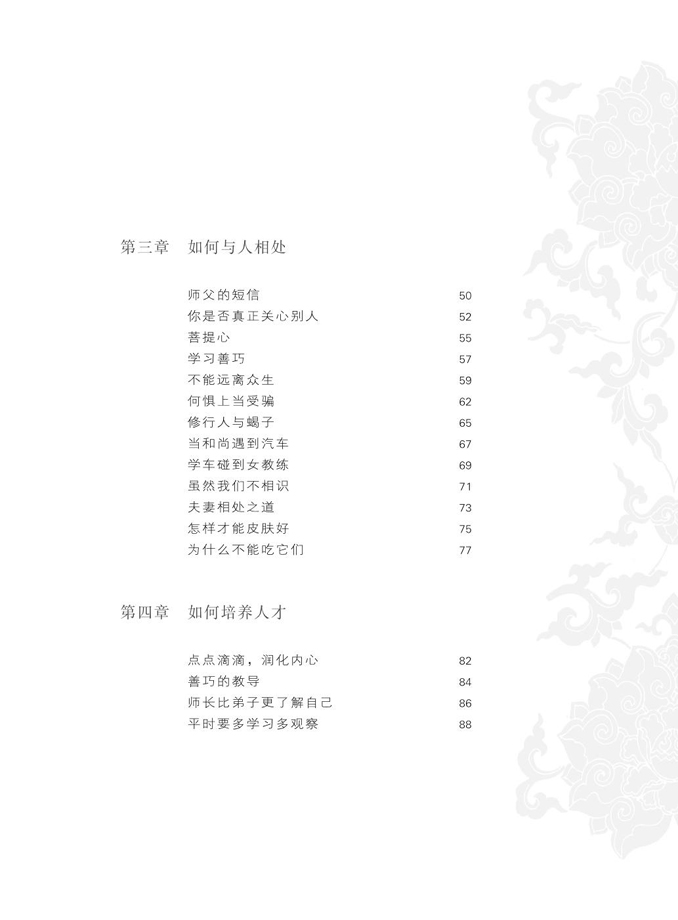 第三章 如何与人相处
师父的短信 50
你是否真正关心别人 52
菩提心 55
学习善巧 57
不能远离众生 59
何惧上当受骗 62
修行人与蝎子 65
当和尚遇到汽车 67
学车碰到女教练 69
虽然我们不相识 71
夫妻相处之道 73
怎样才能皮肤好 75
为什么不能吃它们 77
第四章 如何培养人才
点点滴滴，润化内心 82
善巧的教导 84
师长比弟子更了解自己 86
平时要多学习多观察 88